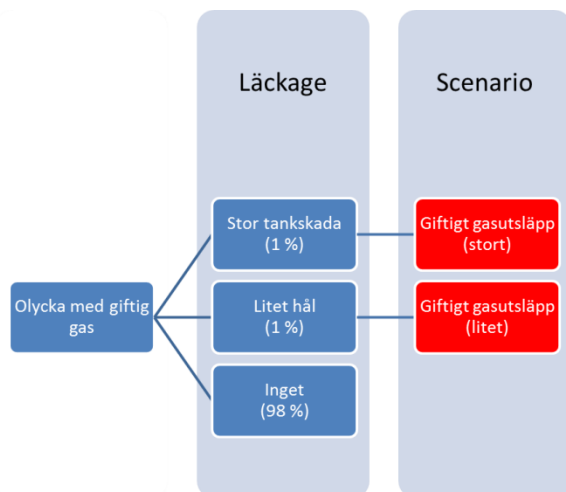 Läckage
Scenario
Stor tankskada
(1 %)
Giftigt gasutsläpp
(stort)
Olycka med giftig
gas
Litet hål
(1 %)
Giftigt gasutsläpp
(litet)
Inget
(98 %)